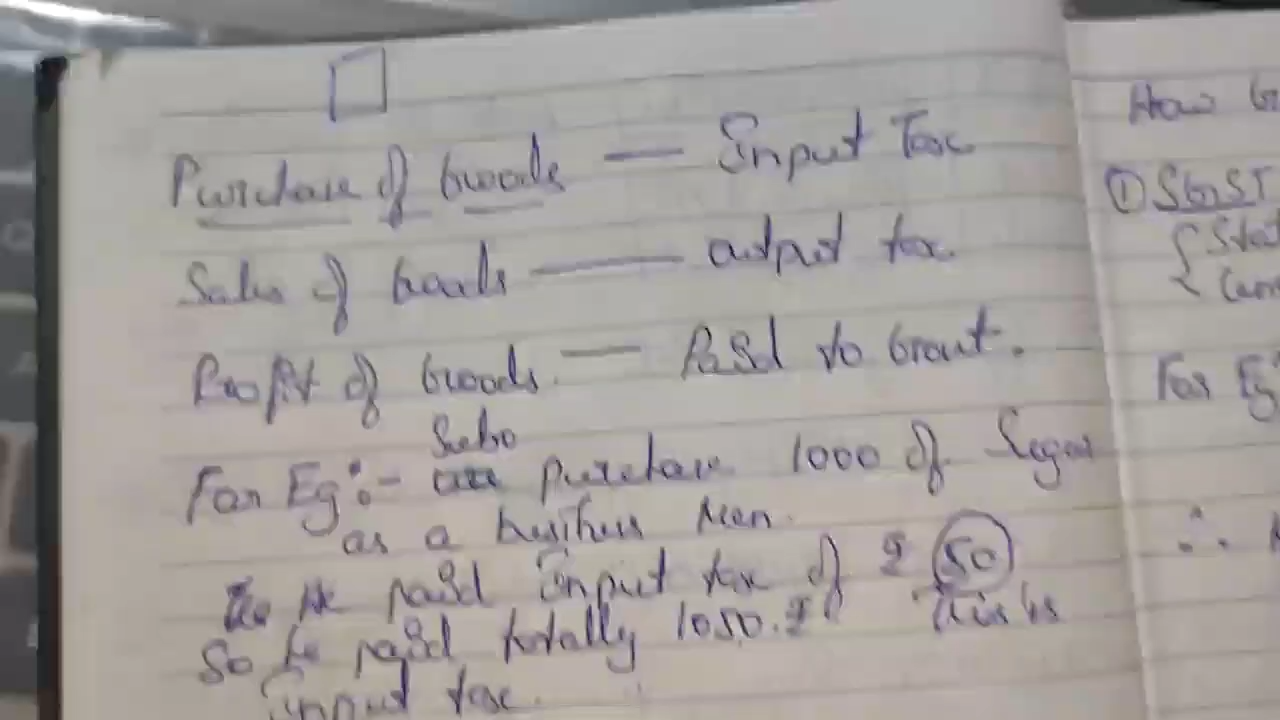 Purchase of Goods — Input Tax
Sales of Goods — output tax.
Profit of Goods. — Paid to Govt.
For Eg:- purchase 1000 of Sugar
as a business Men.
He paid input tax of ₹ 50
So he paid totally 1050.₹ this is
input tax.
How
① SGST
For Eg:
∴